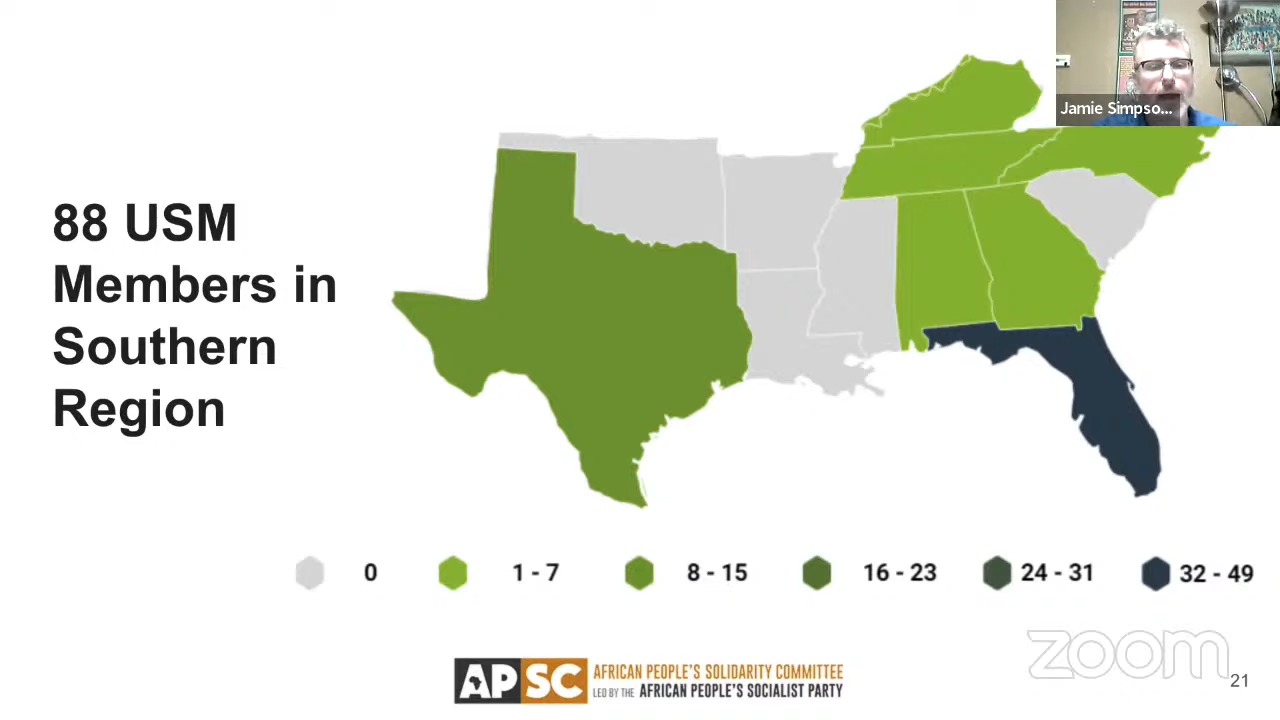 Jamie Simpso...
88 USM
Members in
Southern
Region
0
1 - 7
8 - 15
16 - 23
24 - 31
32 - 49
zoom
APSC
AFRICAN PEOPLE'S SOLIDARITY COMMITTEE
LED BY THE AFRICAN PEOPLE'S SOCIALIST PARTY
21